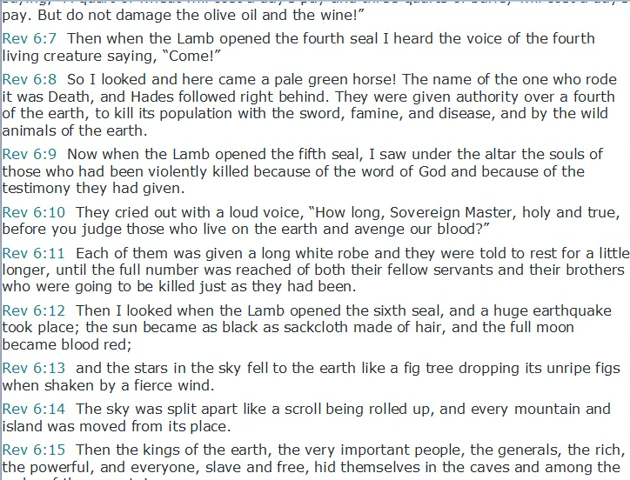 pay. But do not damage the olive oil and the wine!”
Rev 6:7 Then when the Lamb opened the fourth seal I heard the voice of the fourth
living creature saying, “Come!”
Rev 6:8 So I looked and here came a pale green horse! The name of the one who rode
it was Death, and Hades followed right behind. They were given authority over a fourth
of the earth, to kill its population with the sword, famine, and disease, and by the wild
animals of the earth.
Rev 6:9 Now when the Lamb opened the fifth seal, I saw under the altar the souls of
those who had been violently killed because of the word of God and because of the
testimony they had given.
Rev 6:10 They cried out with a loud voice, “How long, Sovereign Master, holy and true,
before you judge those who live on the earth and avenge our blood?”
Rev 6:11 Each of them was given a long white robe and they were told to rest for a little
longer, until the full number was reached of both their fellow servants and their brothers
who were going to be killed just as they had been.
Rev 6:12 Then I looked when the Lamb opened the sixth seal, and a huge earthquake
took place; the sun became as black as sackcloth made of hair, and the full moon
became blood red;
Rev 6:13 and the stars in the sky fell to the earth like a fig tree dropping its unripe figs
when shaken by a fierce wind.
Rev 6:14 The sky was split apart like a scroll being rolled up, and every mountain and
island was moved from its place.
Rev 6:15 Then the kings of the earth, the very important people, the generals, the rich,
the powerful, and everyone, slave and free, hid themselves in the caves and among the